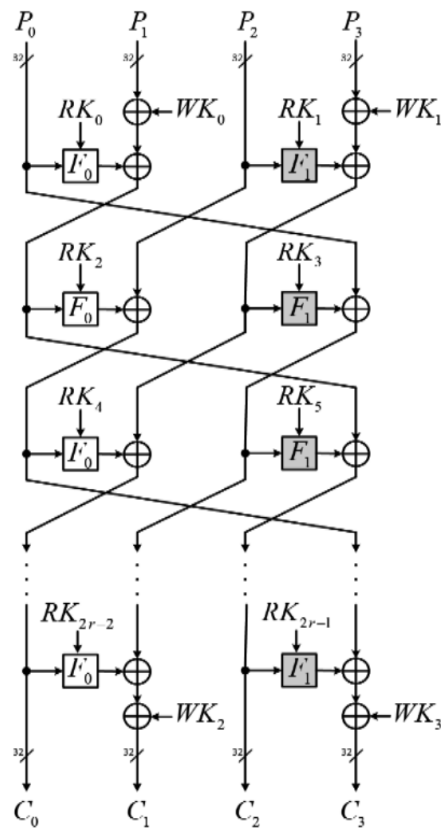 P₀ P₁ P₂ P₃
32 32 32 32
RK₀ WK₀ RK₁ WK₁
F₀ F₁
RK₂ RK₃
F₀ F₁
RK₄ RK₅
F₀ F₁
RK₂ᵣ₋₂ RK₂ᵣ₋₁
F₀ F₁
WK₂ WK₃
32 32 32 32
C₀ C₁ C₂ C₃